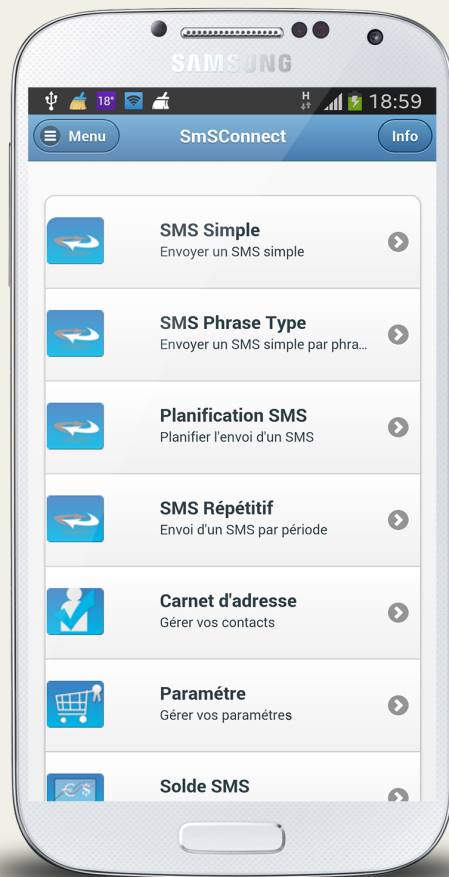 SAMSUNG
18° H 18:59
Menu SmSConnect Info
SMS Simple
Envoyer un SMS simple
SMS Phrase Type
Envoyer un SMS simple par phra...
Planification SMS
Planifier l'envoi d'un SMS
SMS Répétitif
Envoi d'un SMS par période
Carnet d'adresse
Gérer vos contacts
Paramétre
Gérer vos paramétres
€ $
Solde SMS